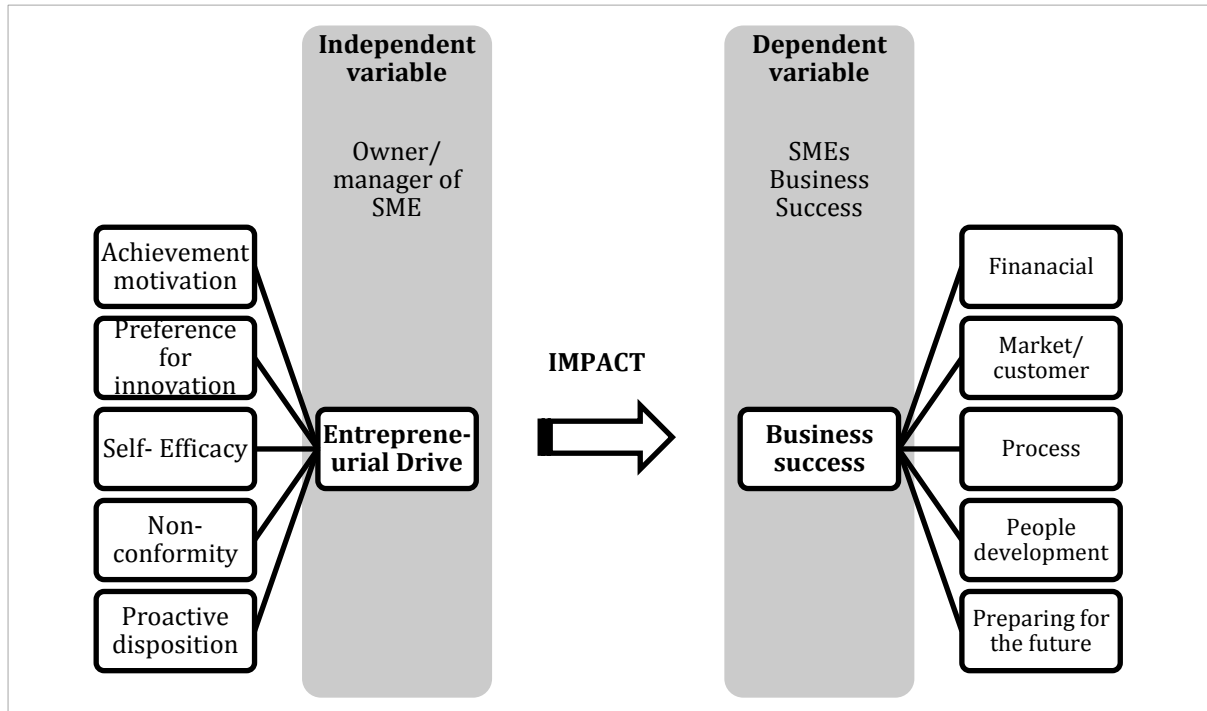 Independent
variable
Owner/
manager of
SME
Achievement
motivation
Preference
for
innovation
Self- Efficacy
Non-
conformity
Proactive
disposition
Entreprene-
urial Drive
IMPACT
Dependent
variable
SMEs
Business
Success
Business
success
Finanacial
Market/
customer
Process
People
development
Preparing for
the future